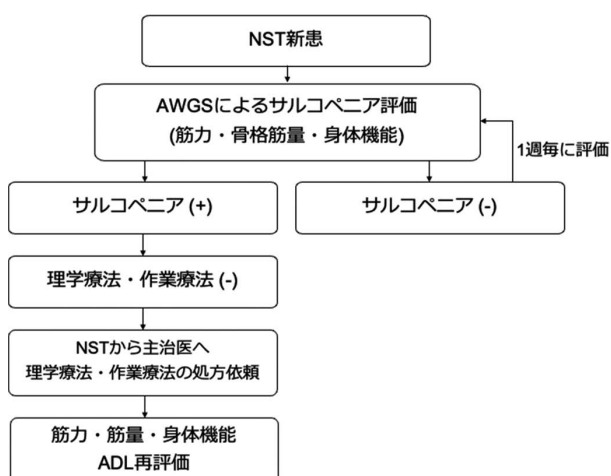 NST新患
AWGSによるサルコペニア評価
(筋力・骨格筋量・身体機能)
1週毎に評価
サルコペニア (+)
サルコペニア (-)
理学療法・作業療法 (-)
NSTから主治医へ
理学療法・作業療法の処方依頼
筋力・筋量・身体機能
ADL再評価